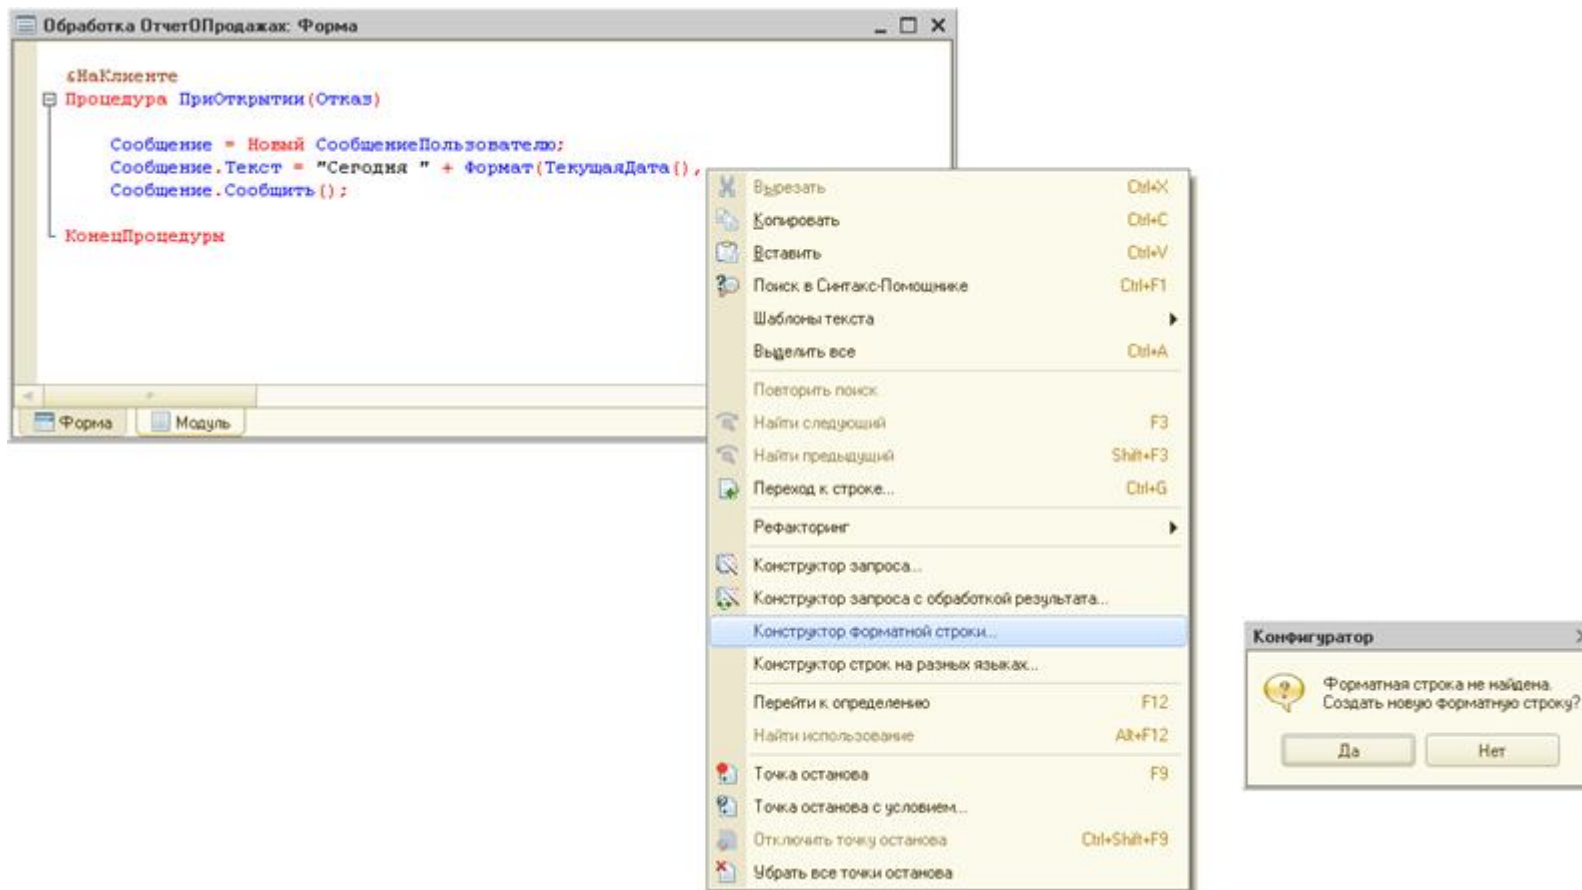 Обработка ОтчетОПродажах: Форма
&НаКлиенте
Процедура ПриОткрытии(Отказ)
Сообщение = Новый СообщениеПользователю;
Сообщение.Текст = "Сегодня " + Формат(ТекущаяДата(),
Сообщение.Сообщить();
КонецПроцедуры
Форма
Модуль
Вырезать Ctrl+X
Копировать Ctrl+C
Вставить Ctrl+V
Поиск в Синтакс-Помощнике Ctrl+F1
Шаблоны текста
Выделить все Ctrl+A
Повторить поиск
Найти следующий F3
Найти предыдущий Shift+F3
Переход к строке... Ctrl+G
Рефакторинг
Конструктор запроса...
Конструктор запроса с обработкой результата...
Конструктор форматной строки...
Конструктор строк на разных языках...
Перейти к определению F12
Найти использование Alt+F12
Точка останова F9
Точка останова с условием...
Отключить точку останова Ctrl+Shift+F9
Убрать все точки останова
Конфигуратор
Форматная строка не найдена.
Создать новую форматную строку?
Да
Нет